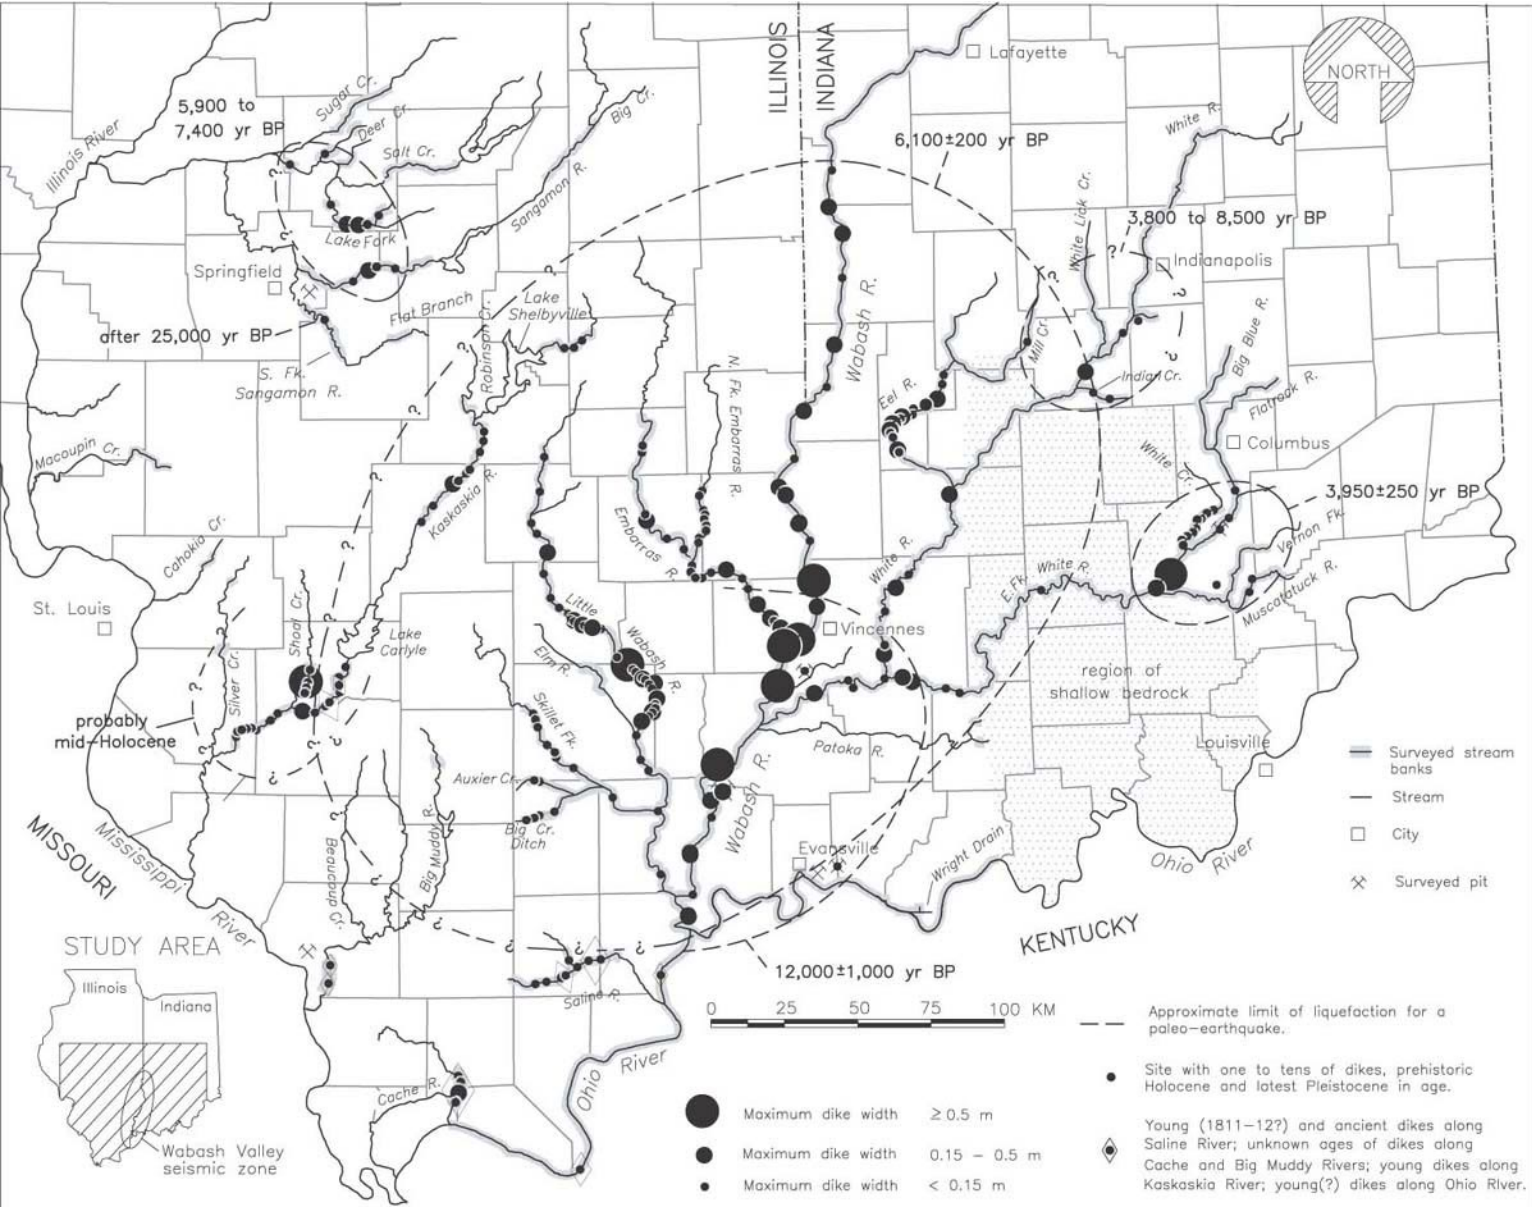 ILLINOIS
INDIANA
Lafayette
NORTH
5,900 to
7,400 yr BP
Sugar Cr.
Deer Cr.
Salt Cr.
Big Cr.
Illinois River
6,100±200 yr BP
White R.
White Lick Cr.
3,800 to 8,500 yr BP
Sangamon R.
Lake Fork
Springfield
Indianapolis
after 25,000 yr BP
Flat Branch
Robinson Cr.
Lake
Shelbyville
Wabash R.
Mill Cr.
Big Blue R.
S. Fk.
Sangamon R.
N. Fk. Embarras R.
Eel R.
Indian Cr.
Flatrock R.
Macoupin
Cr.
Columbus
White Cr.
Kaskaskia R.
3,950±250 yr BP
Vernon Fk.
Embarras R.
Cahokia Cr.
White R.
E. Fk. White R.
Muscatatuck R.
St. Louis
Shoal Cr.
Silver Cr.
Lake
Carlyle
Little Wabash R.
Elm R.
Vincennes
region of
shallow bedrock
Skillet Fk.
probably
mid-Holocene
Patoka R.
Louisville
Auxier Cr.
Big Cr.
Ditch
Wabash R.
Big Muddy R.
Beaucoup Cr.
Evansville
Wright Drain
Ohio River
MISSOURI
Mississippi River
KENTUCKY
Surveyed stream
banks
Stream
City
Surveyed pit
STUDY AREA
Illinois
Indiana
Wabash Valley
seismic zone
12,000±1,000 yr BP
Saline R.
Cache R.
Ohio River
0 25 50 75 100 KM
Maximum dike width ≥ 0.5 m
Maximum dike width 0.15 - 0.5 m
Maximum dike width < 0.15 m
Approximate limit of liquefaction for a
paleo-earthquake.
Site with one to tens of dikes, prehistoric
Holocene and latest Pleistocene in age.
Young (1811-12?) and ancient dikes along
Saline River; unknown ages of dikes along
Cache and Big Muddy Rivers; young dikes along
Kaskaskia River; young(?) dikes along Ohio River.